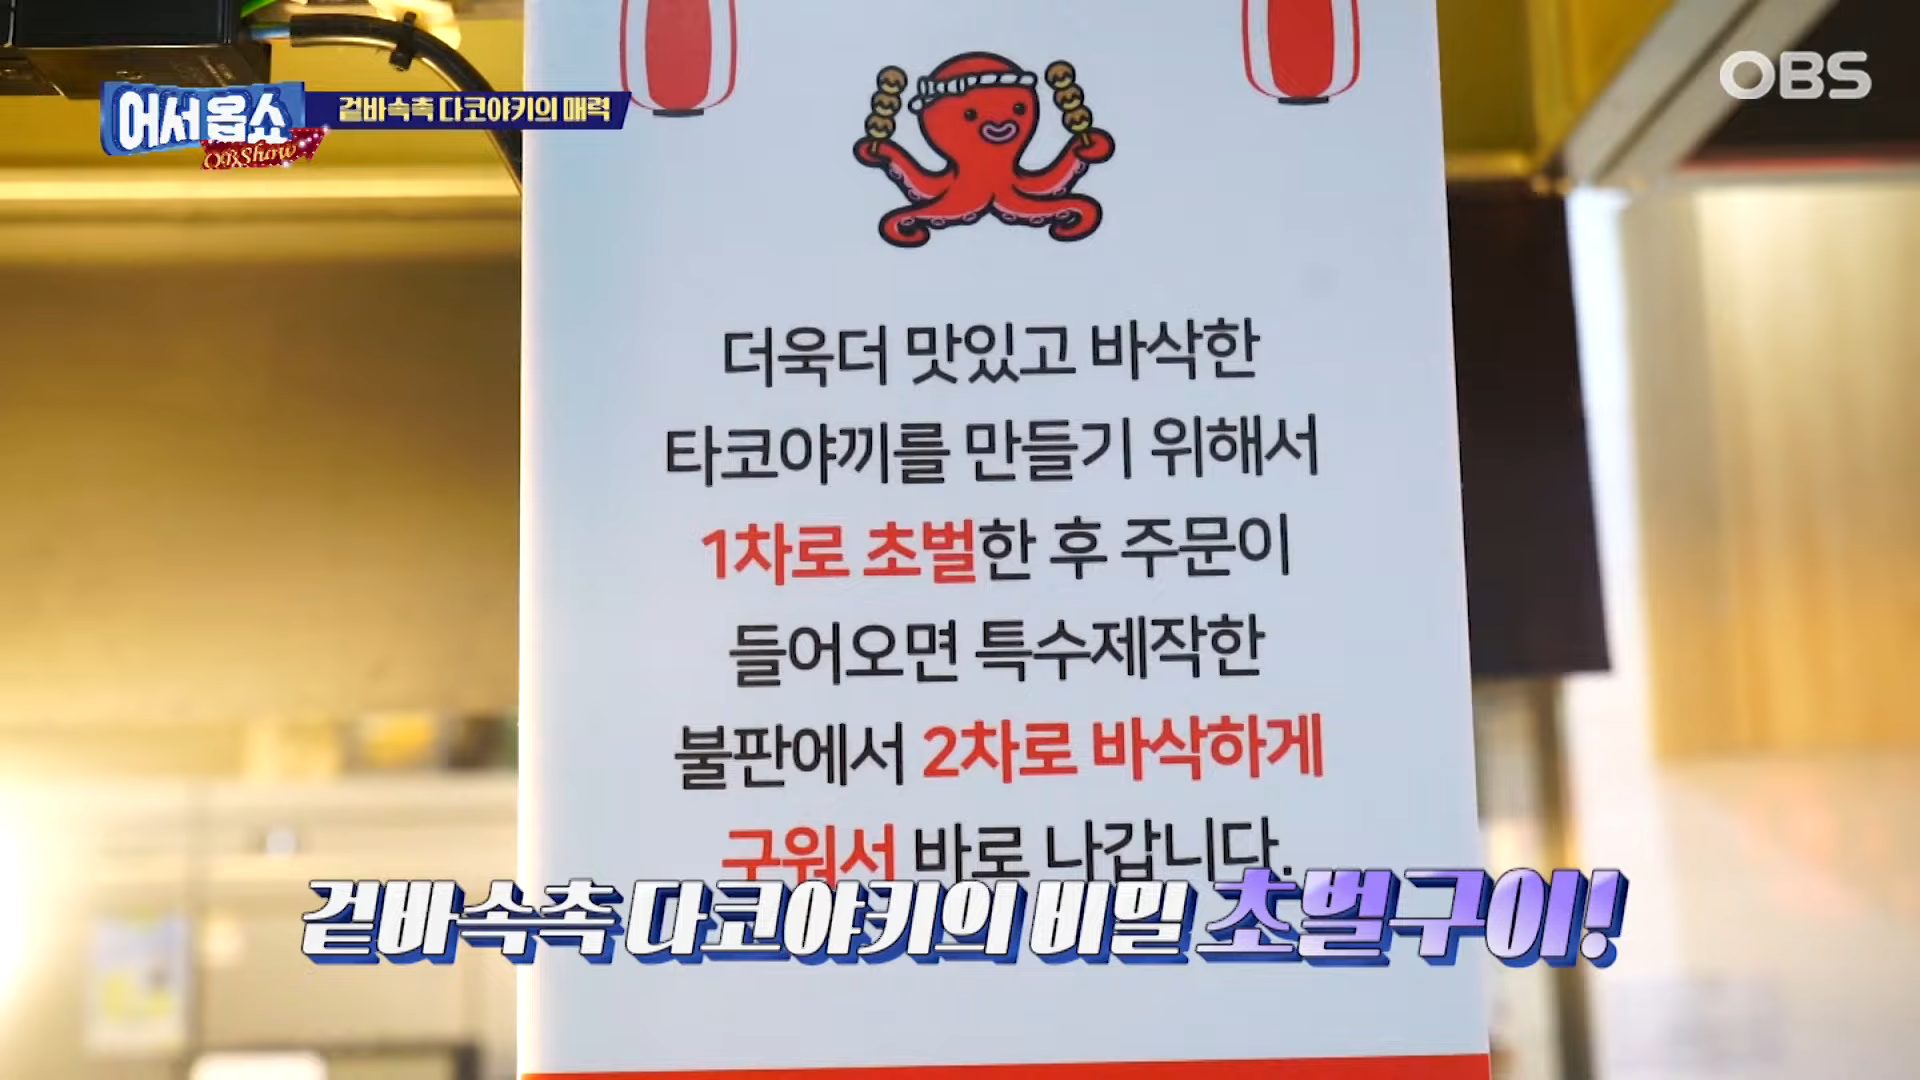 어서옵쇼
OBShow
겉바속촉 다코야키의 매력
OBS
더욱더 맛있고 바삭한
타코야끼를 만들기 위해서
1차로 초벌한 후 주문이
들어오면 특수제작한
불판에서 2차로 바삭하게
구워서 바로 나갑니다.
겉바속촉 다코야키의 비밀 초벌구이!